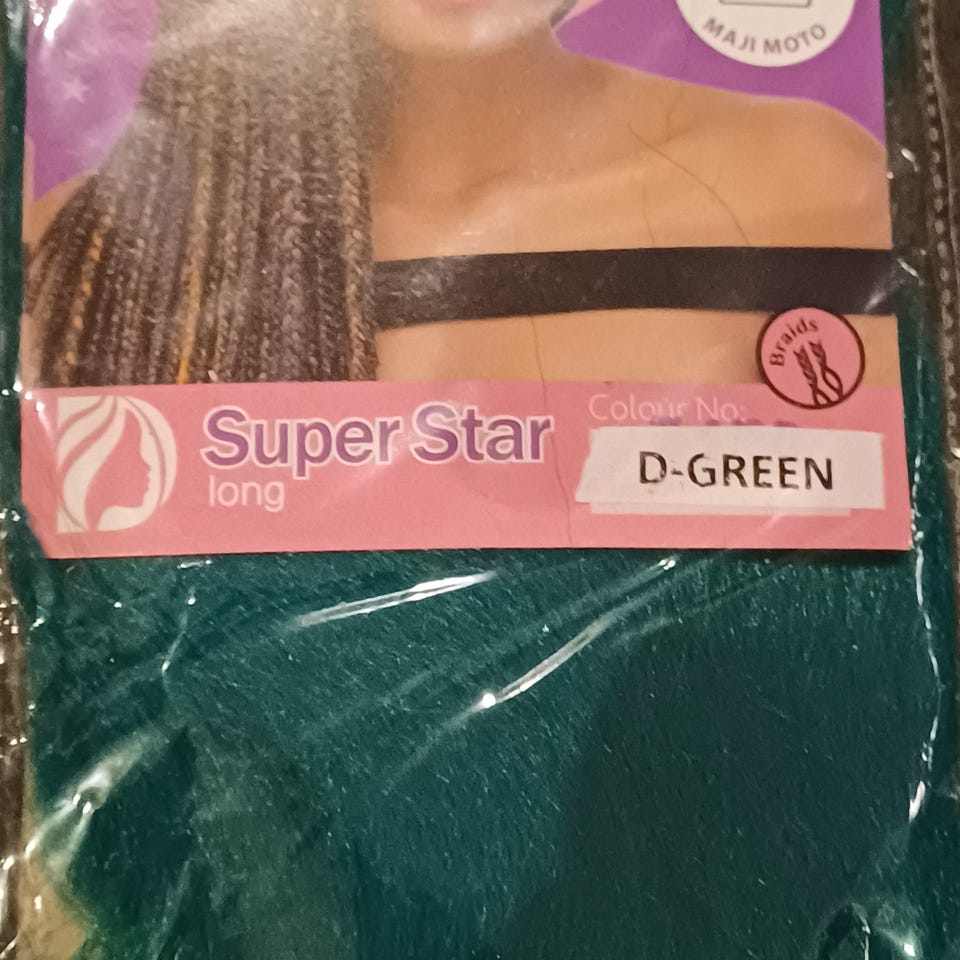 MAJI MOTO
Braids
Super Star
long
Colour No:
D-GREEN